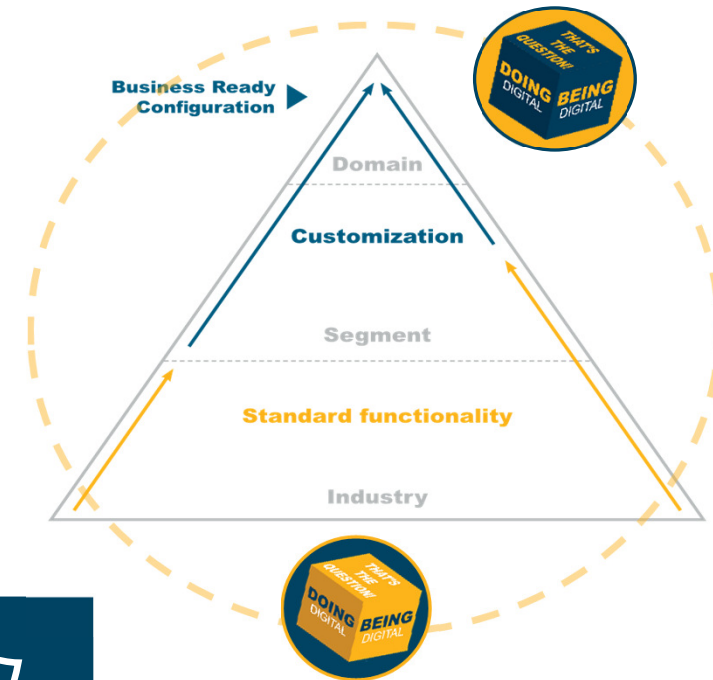 THAT'S
THE
QUESTION!
DOING
DIGITAL
BEING
DIGITAL
Business Ready
Configuration
Domain
Customization
Segment
Standard functionality
Industry
THAT'S
THE
QUESTION!
DOING
DIGITAL
BEING
DIGITAL